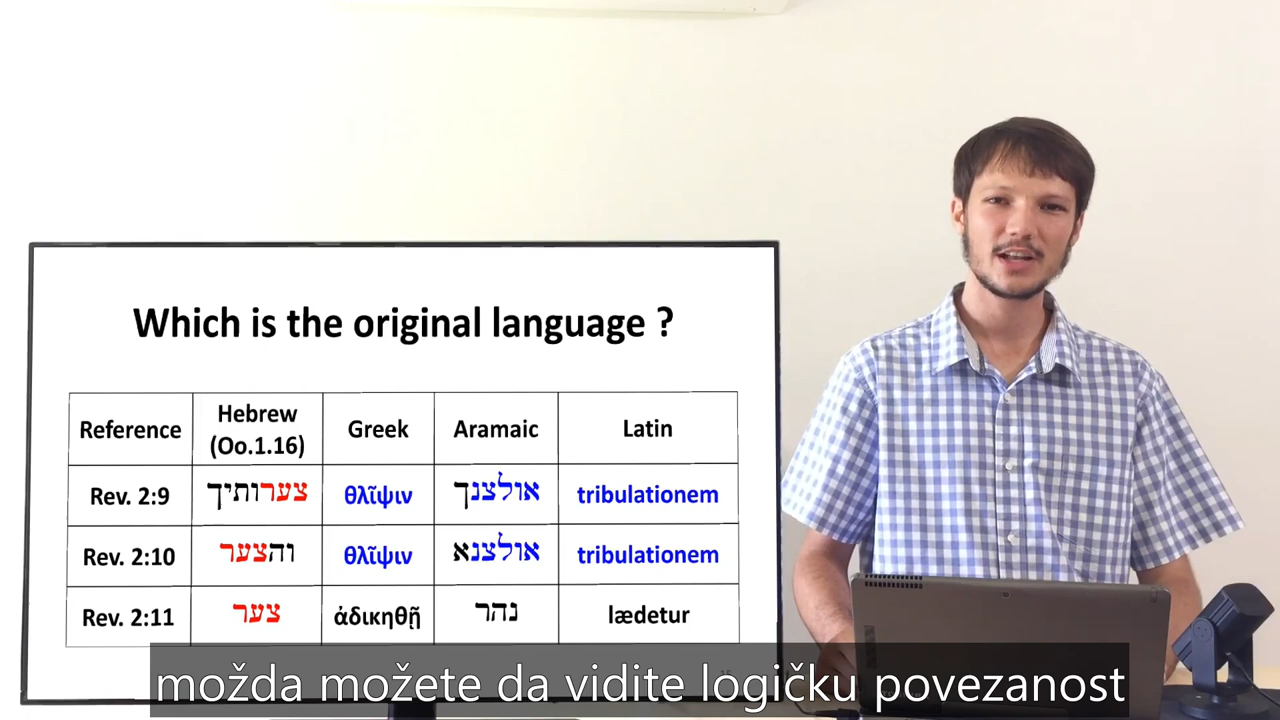 Which is the original language ?
Reference Hebrew (Oo.1.16) Greek Aramaic Latin
Rev. 2:9 צערותיך θλῖψιν אולצנך tribulationem
Rev. 2:10 והצער θλῖψιν אולצנא tribulationem
Rev. 2:11 צער ἀδικηθῇ נהר lædetur
možda možete da vidite logičku povezanost